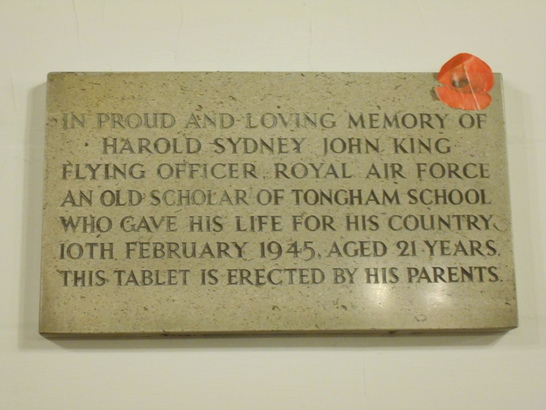 IN PROUD AND LOVING MEMORY OF
HAROLD SYDNEY JOHN KING
FLYING OFFICER. ROYAL AIR FORCE
AN OLD SCHOLAR OF TONGHAM SCHOOL
WHO GAVE HIS LIFE FOR HIS COUNTRY.
10TH FEBRUARY 1945. AGED 21 YEARS.
THIS TABLET IS ERECTED BY HIS PARENTS.